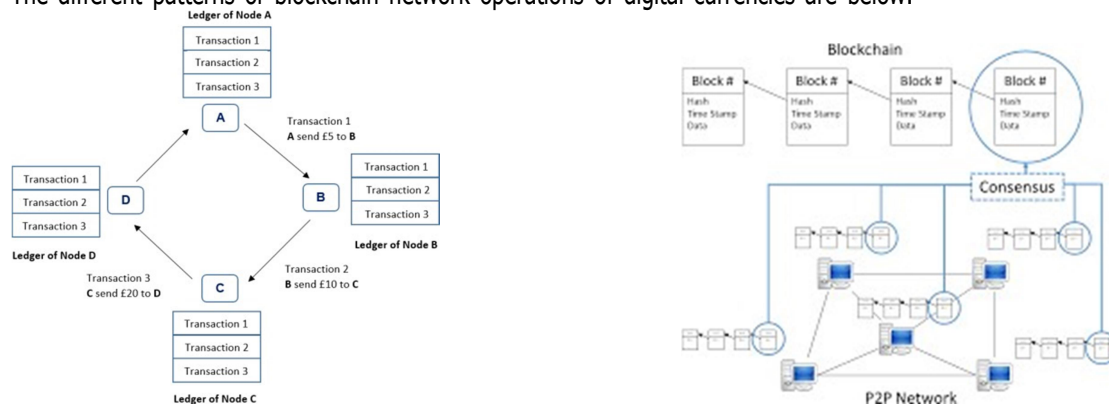 The different patterns of blockchain network operations of digital currencies are below:
Ledger of Node A
Transaction 1
Transaction 2
Transaction 3
A
Transaction 1
A send £5 to B
Transaction 1
Transaction 2
Transaction 3
D
B
Transaction 1
Transaction 2
Transaction 3
Ledger of Node D
Ledger of Node B
Transaction 3
C send £20 to D
C
Transaction 2
B send £10 to C
Transaction 1
Transaction 2
Transaction 3
Ledger of Node C
Blockchain
Block #
Hash
Time Stamp
Data
Block #
Hash
Time Stamp
Data
Block #
Hash
Time Stamp
Data
Block #
Hash
Time Stamp
Data
Consensus
P2P Network